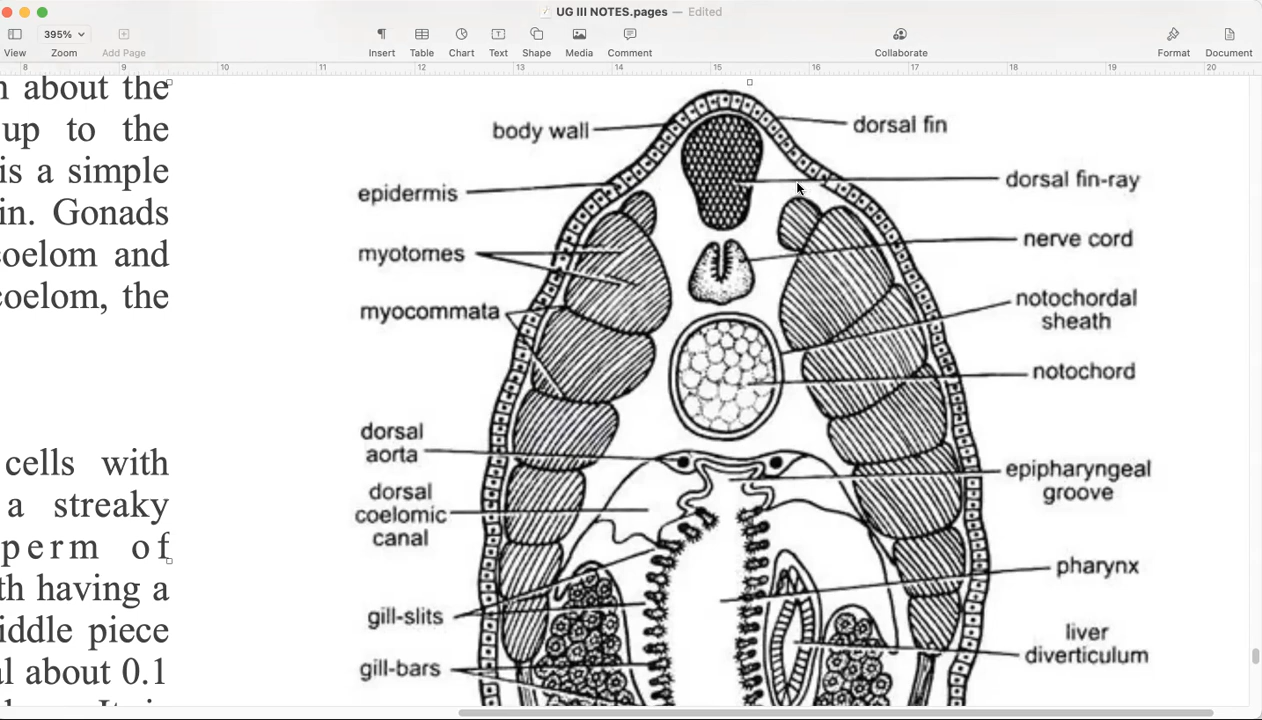 UG III NOTES.pages — Edited
395%
View
Zoom
Add Page
Insert
Table
Chart
Text
Shape
Media
Comment
Collaborate
Format
Document
8 9 10 11 12 13 14 15 16 17 18 19 20
about the
up to the
is a simple
in. Gonads
coelom and
coelom, the
cells with
a streaky
sperm of
th having a
iddle piece
al about 0.1
body wall
epidermis
myotomes
myocommata
dorsal
aorta
dorsal
coelomic
canal
gill-slits
gill-bars
dorsal fin
dorsal fin-ray
nerve cord
notochordal
sheath
notochord
epipharyngeal
groove
pharynx
liver
diverticulum